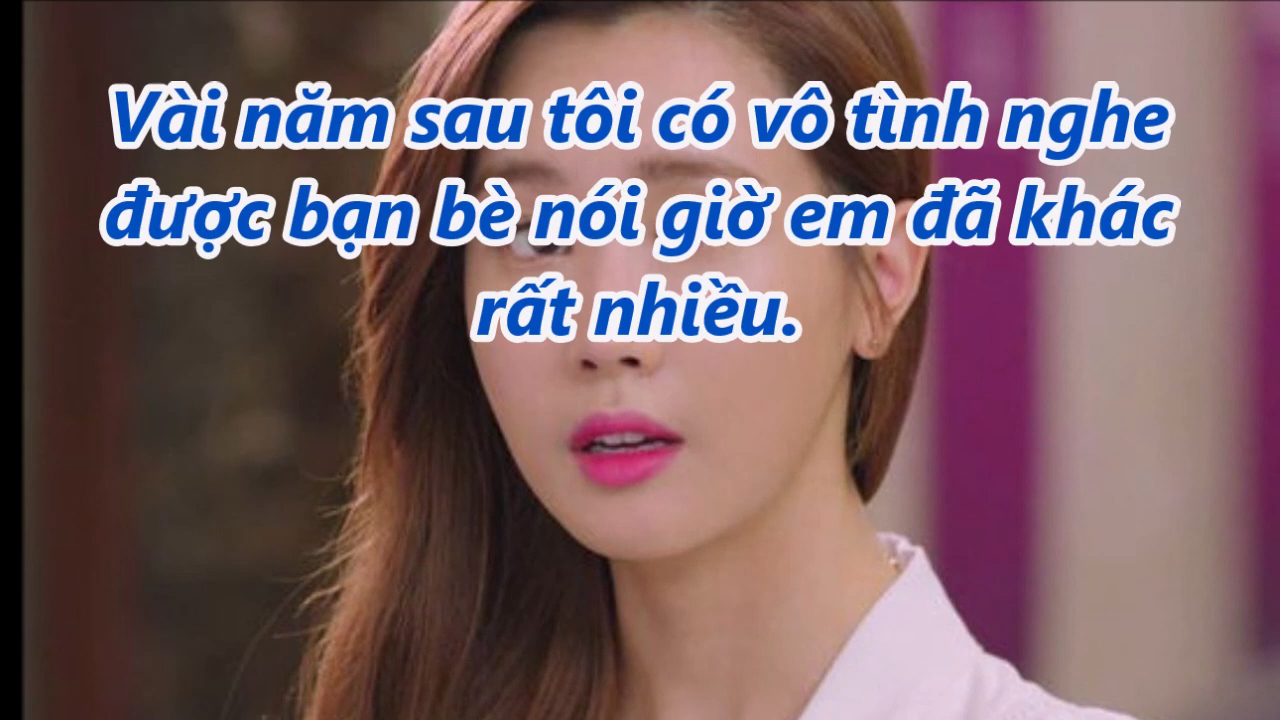 Vài năm sau tôi có vô tình nghe
được bạn bè nói giờ em đã khác
rất nhiều.